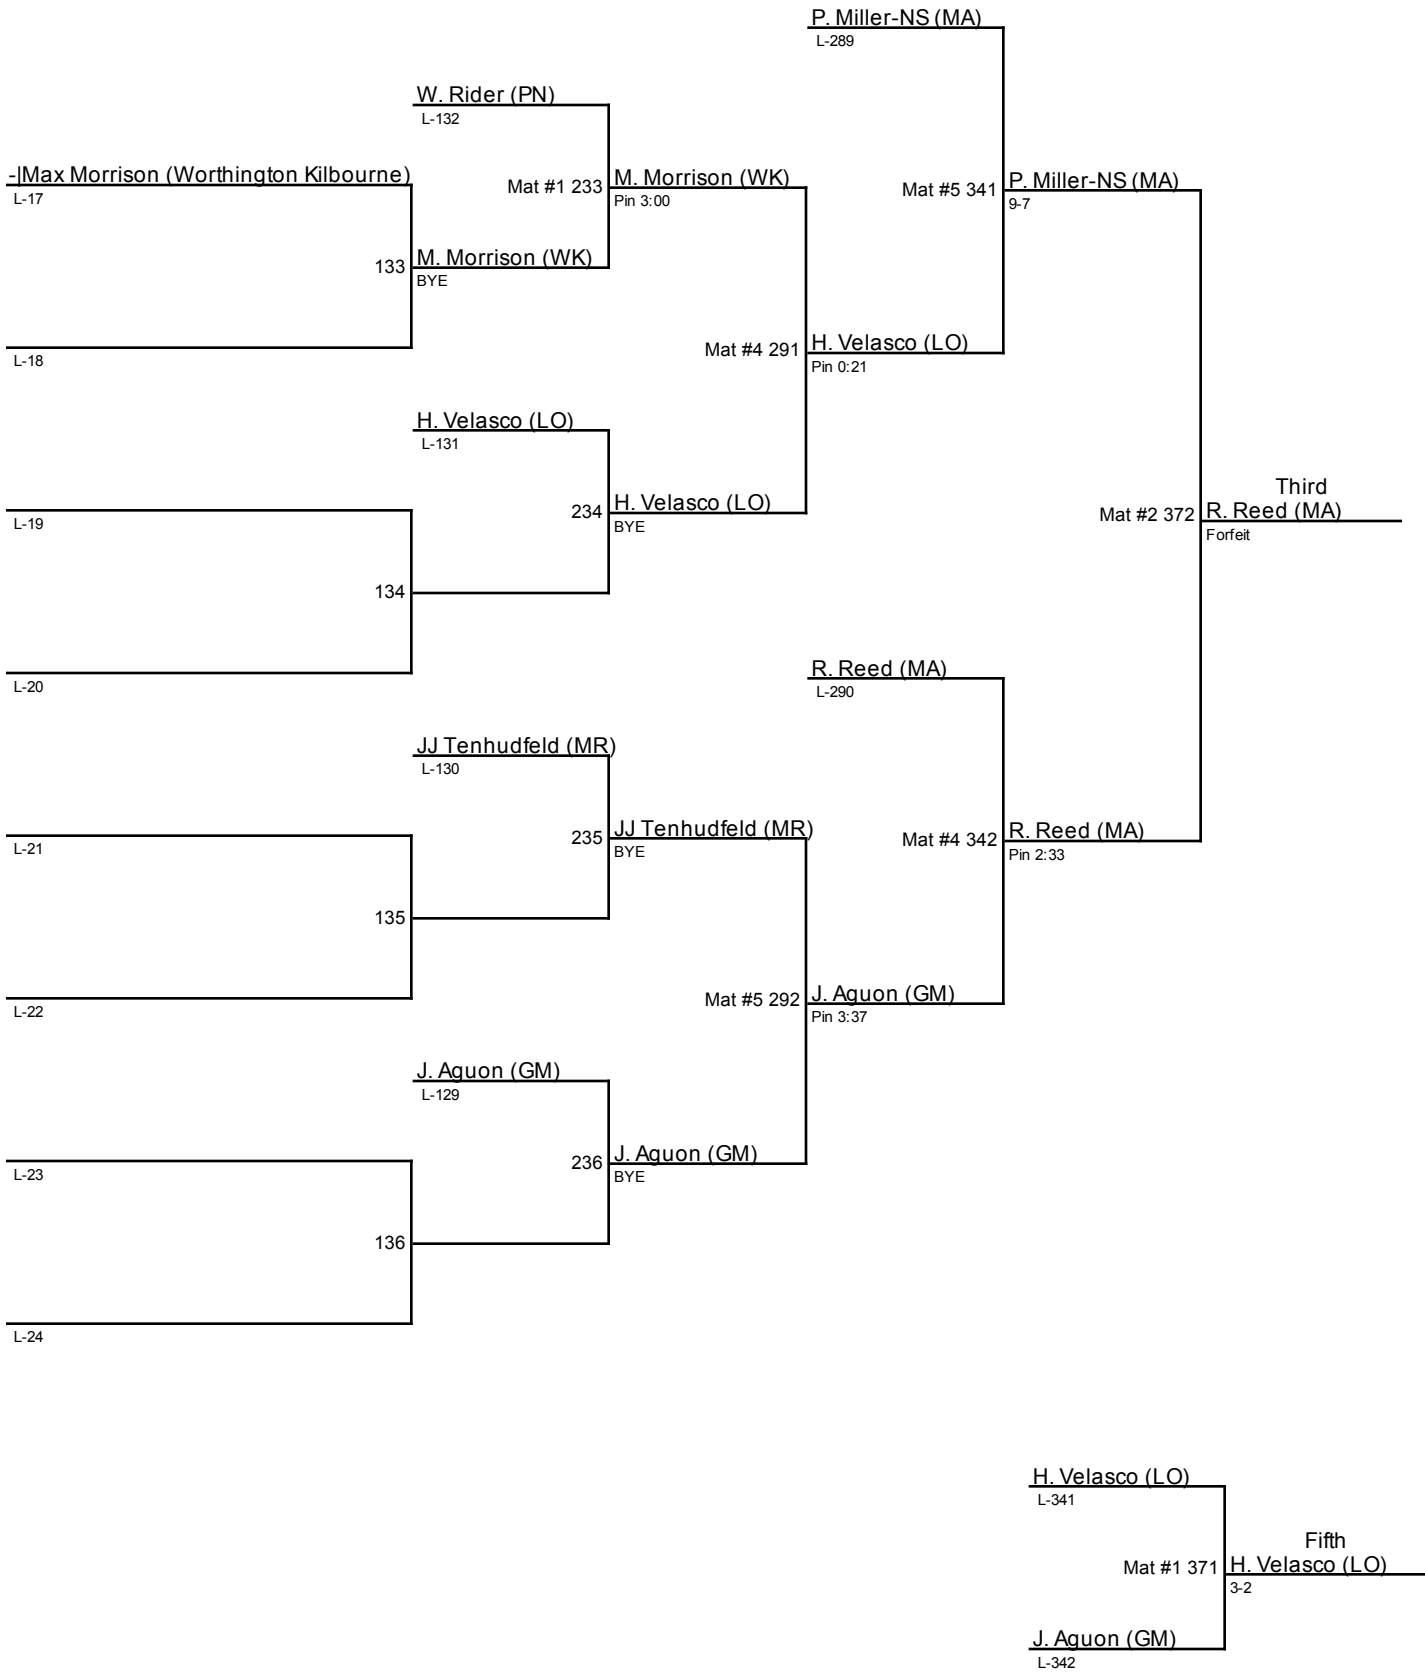 P. Miller-NS (MA)
L-289
W. Rider (PN)
L-132
-|Max Morrison (Worthington Kilbourne)
L-17
Mat #1 233
M. Morrison (WK)
Pin 3:00
Mat #5 341
P. Miller-NS (MA)
9-7
133
M. Morrison (WK)
BYE
L-18
Mat #4 291
H. Velasco (LO)
Pin 0:21
H. Velasco (LO)
L-131
L-19
234
H. Velasco (LO)
BYE
Mat #2 372
Third
R. Reed (MA)
Forfeit
134
L-20
R. Reed (MA)
L-290
JJ Tenhudfeld (MR)
L-130
L-21
235
JJ Tenhudfeld (MR)
BYE
Mat #4 342
R. Reed (MA)
Pin 2:33
135
L-22
Mat #5 292
J. Aguon (GM)
Pin 3:37
J. Aguon (GM)
L-129
L-23
236
J. Aguon (GM)
BYE
136
L-24
H. Velasco (LO)
L-341
Mat #1 371
Fifth
H. Velasco (LO)
3-2
J. Aguon (GM)
L-342